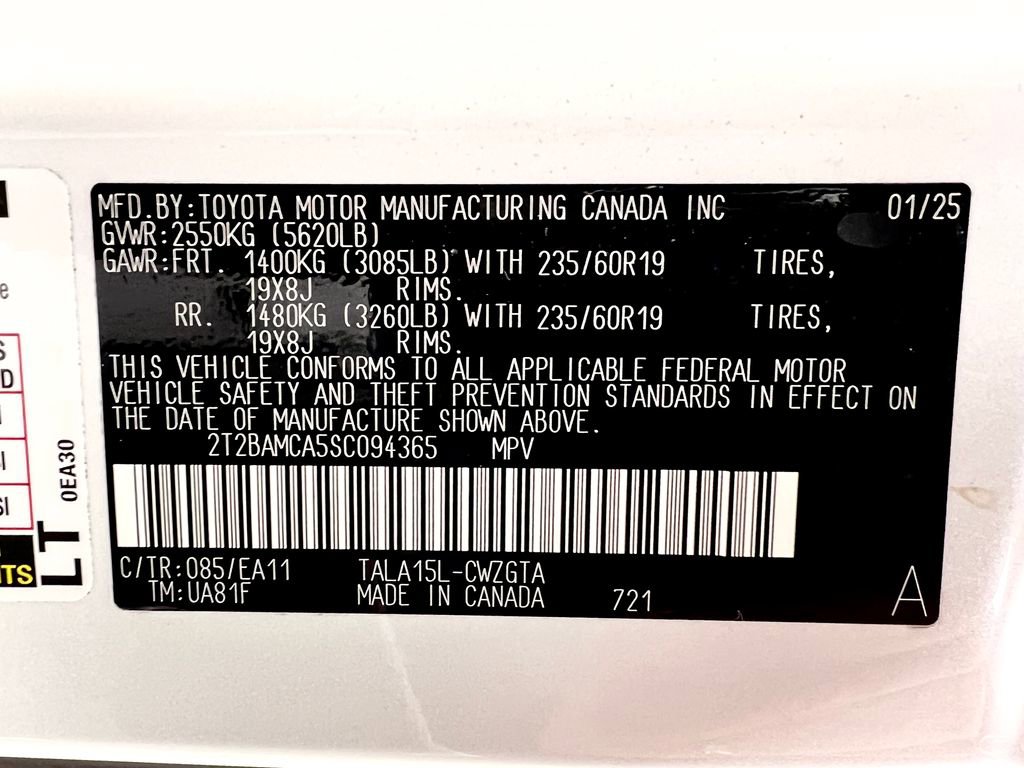 MFD.BY:TOYOTA MOTOR MANUFACTURING CANADA INC 01/25
GVWR:2550KG (5620LB)
GAWR:FRT. 1400KG (3085LB) WITH 235/60R19 TIRES,
19X8J RIMS.
RR. 1480KG (3260LB) WITH 235/60R19 TIRES,
19X8J RIMS.
THIS VEHICLE CONFORMS TO ALL APPLICABLE FEDERAL MOTOR
VEHICLE SAFETY AND THEFT PREVENTION STANDARDS IN EFFECT ON
THE DATE OF MANUFACTURE SHOWN ABOVE.
2T2BAMCA5SC094365 MPV
C/TR:085/EA11 TALA15L-CWZGTA
TM:UA81F MADE IN CANADA 721
A
0EA30
LT